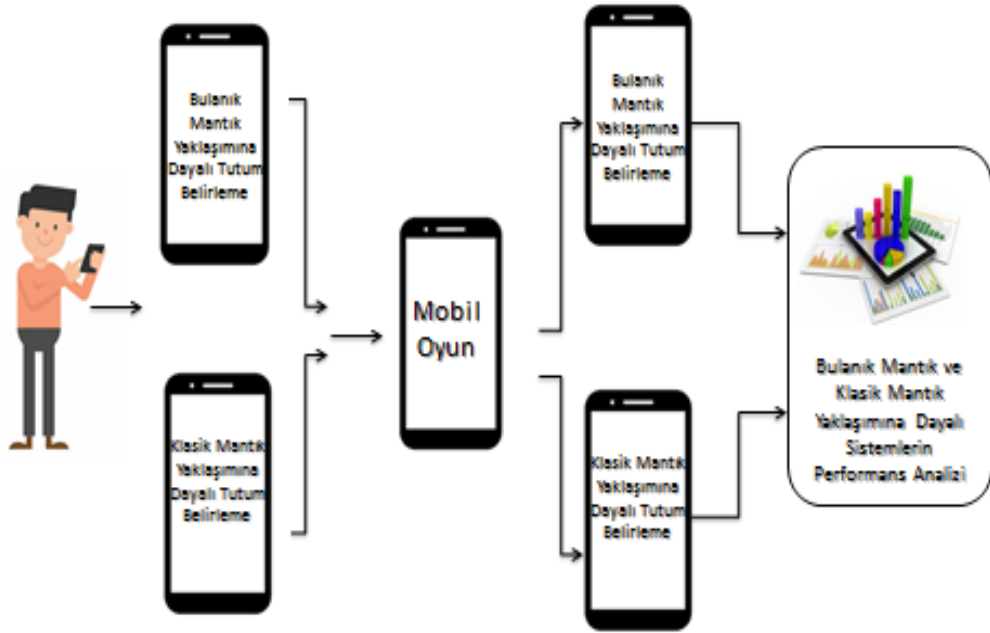 Bulanık
Mantık
Yaklaşımına
Dayalı Tutum
Belirleme
Klasik Mantık
Yaklaşımına
Dayalı Tutum
Belirleme
Mobil
Oyun
Bulanık
Mantık
Yaklaşımına
Dayalı Tutum
Belirleme
Klasik Mantık
Yaklaşımına
Dayalı Tutum
Belirleme
Bulanık Mantık ve
Klasik Mantık
Yaklaşımına Dayalı
Sistemlerin
Performans Analizi